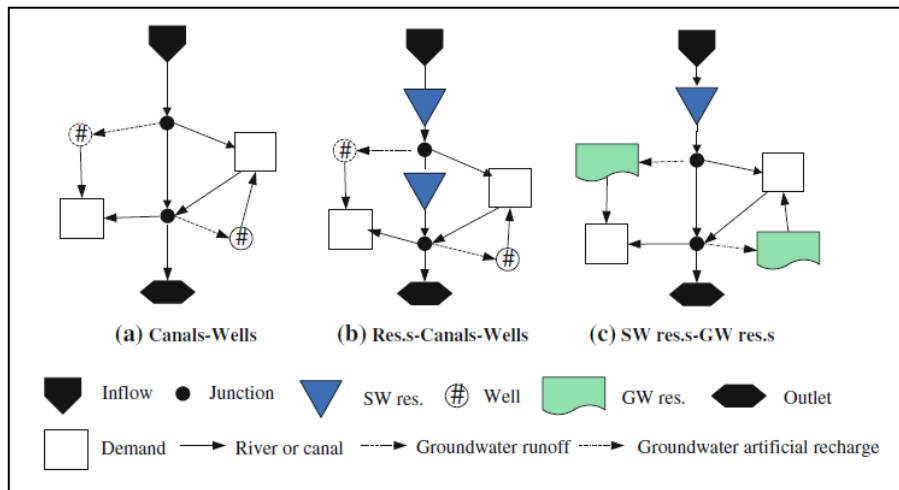 #
#
#
#
(a) Canals-Wells
(b) Res.s-Canals-Wells
(c) SW res.s-GW res.s
Inflow
Junction
SW res.
#
Well
GW res.
Outlet
Demand
River or canal
Groundwater runoff
Groundwater artificial recharge